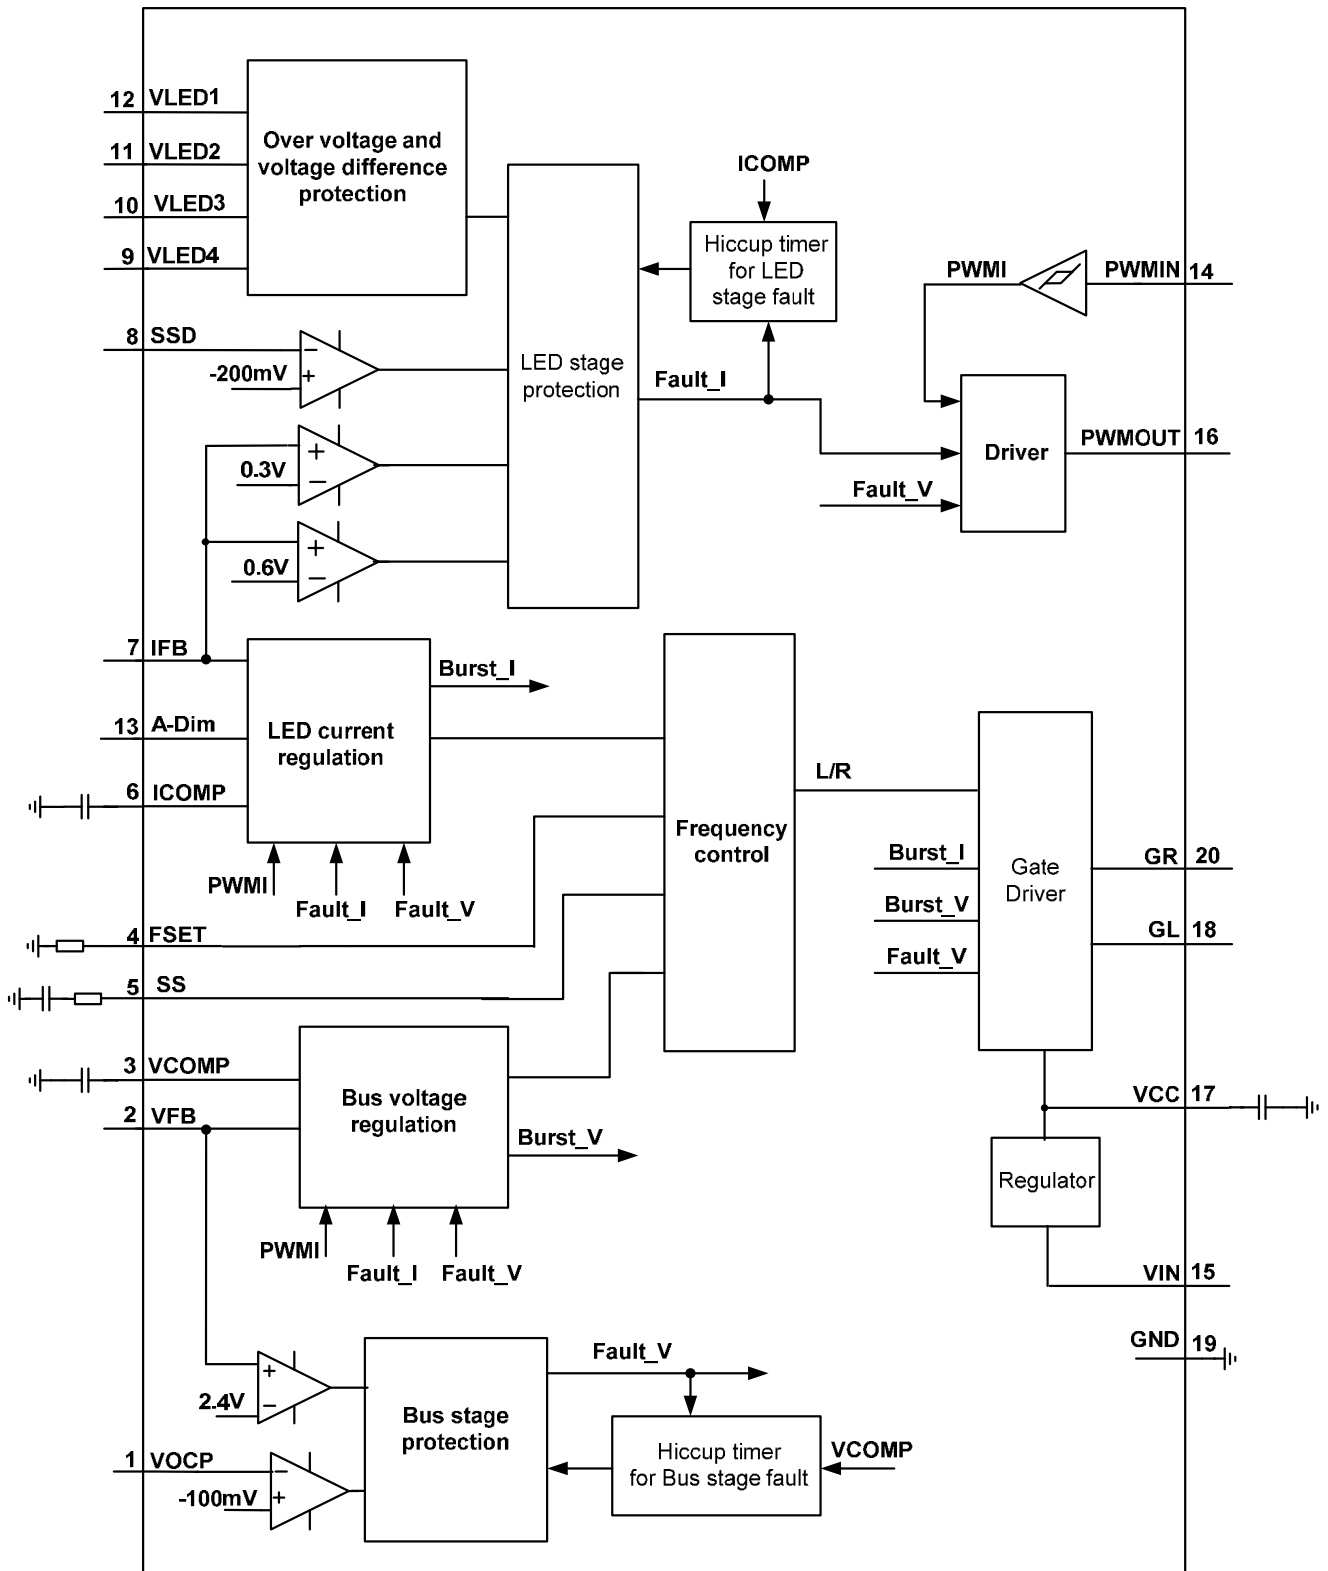 12 VLED1
11 VLED2
10 VLED3
9 VLED4
Over voltage and
voltage difference
protection
8 SSD
-200mV
−
+
+
0.3V
−
+
0.6V
−
LED stage
protection
ICOMP
Hiccup timer
for LED
stage fault
Fault_I
PWMI
PWMIN 14
Driver
PWMOUT 16
Fault_V
7 IFB
13 A-Dim
6 ICOMP
LED current
regulation
Burst_I
PWMI
Fault_I
Fault_V
4 FSET
5 SS
Frequency
control
L/R
Burst_I
Burst_V
Fault_V
Gate
Driver
GR 20
GL 18
3 VCOMP
2 VFB
Bus voltage
regulation
Burst_V
PWMI
Fault_I
Fault_V
VCC 17
Regulator
VIN 15
GND 19
+
2.4V
−
1 VOCP
−
-100mV
+
Bus stage
protection
Fault_V
Hiccup timer
for Bus stage fault
VCOMP